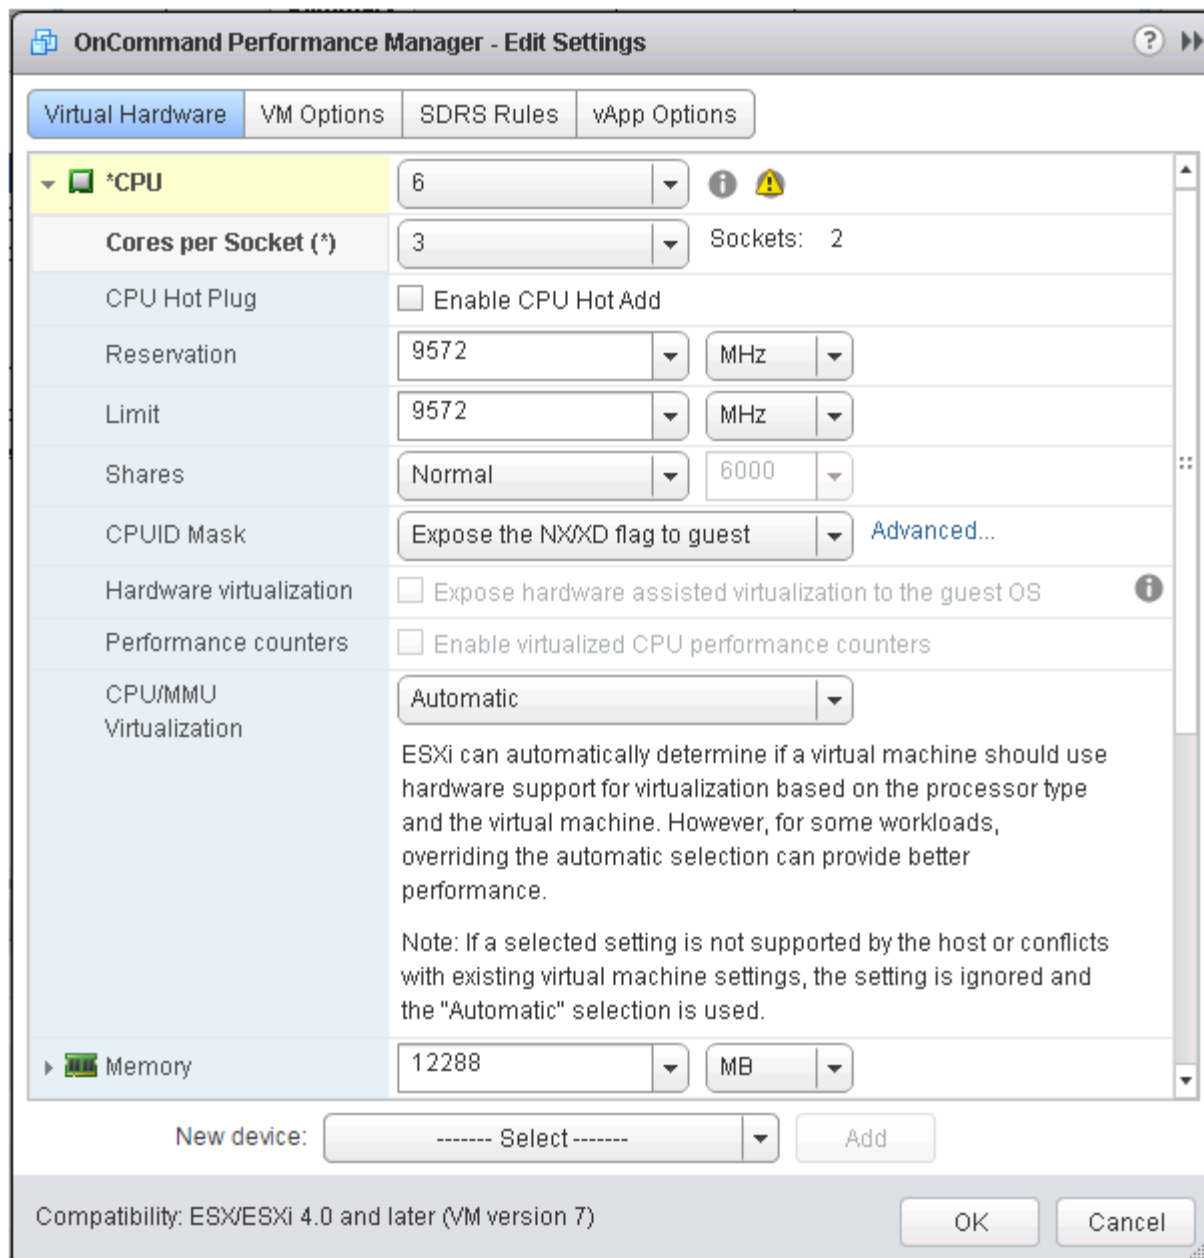 OnCommand Performance Manager - Edit Settings ?
Virtual Hardware VM Options SDRS Rules vApp Options
*CPU 6
Cores per Socket (*) 3 Sockets: 2
CPU Hot Plug Enable CPU Hot Add
Reservation 9572 MHz
Limit 9572 MHz
Shares Normal 6000
CPUID Mask Expose the NX/XD flag to guest Advanced...
Hardware virtualization Expose hardware assisted virtualization to the guest OS
Performance counters Enable virtualized CPU performance counters
CPU/MMU
Virtualization
Automatic
ESXi can automatically determine if a virtual machine should use
hardware support for virtualization based on the processor type
and the virtual machine. However, for some workloads,
overriding the automatic selection can provide better
performance.
Note: If a selected setting is not supported by the host or conflicts
with existing virtual machine settings, the setting is ignored and
the "Automatic" selection is used.
Memory 12288 MB
New device: ------- Select ------- Add
Compatibility: ESX/ESXi 4.0 and later (VM version 7) OK Cancel